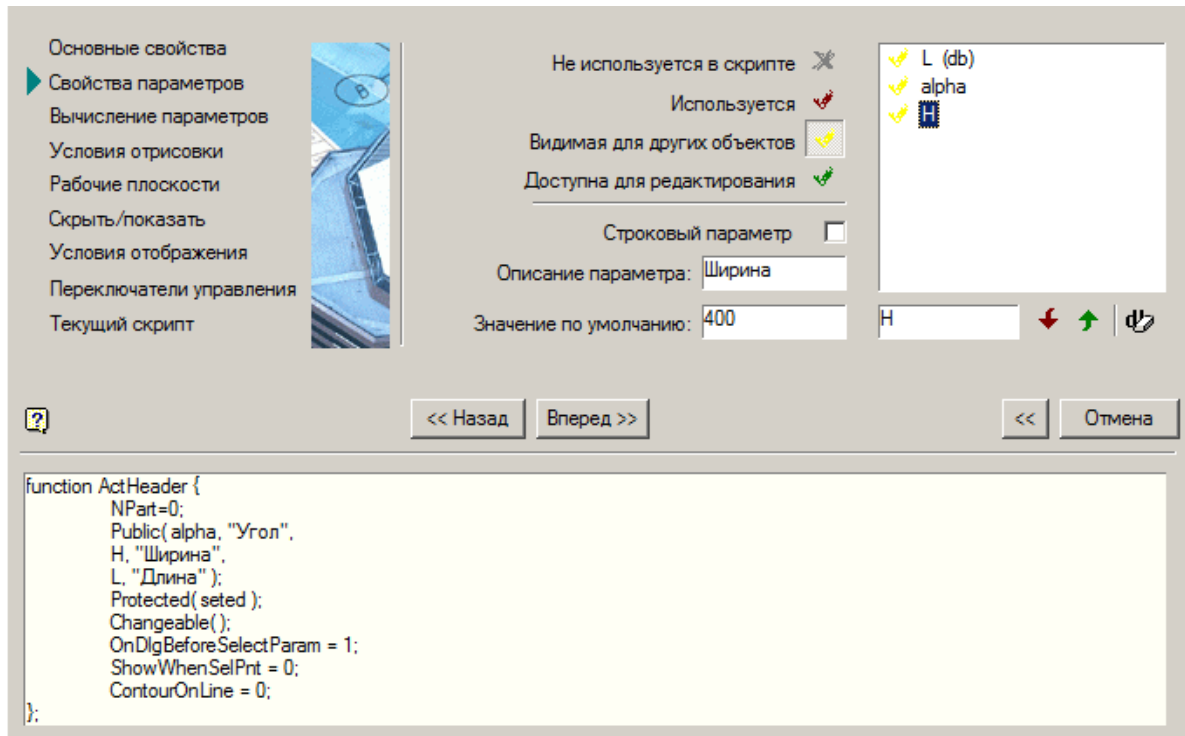 Основные свойства
Свойства параметров
Вычисление параметров
Условия отрисовки
Рабочие плоскости
Скрыть/показать
Условия отображения
Переключатели управления
Текущий скрипт
B
Не используется в скрипте
Используется
Видимая для других объектов
Доступна для редактирования
Строковый параметр
Описание параметра: Ширина
Значение по умолчанию: 400
L (db)
alpha
H
H
<< Назад
Вперед >>
<<
Отмена
function ActHeader {
NPart=0;
Public( alpha, "Угол",
H, "Ширина",
L, "Длина" );
Protected( seted );
Changeable( );
OnDlgBeforeSelectParam = 1;
ShowWhenSelPnt = 0;
ContourOnLine = 0;
};